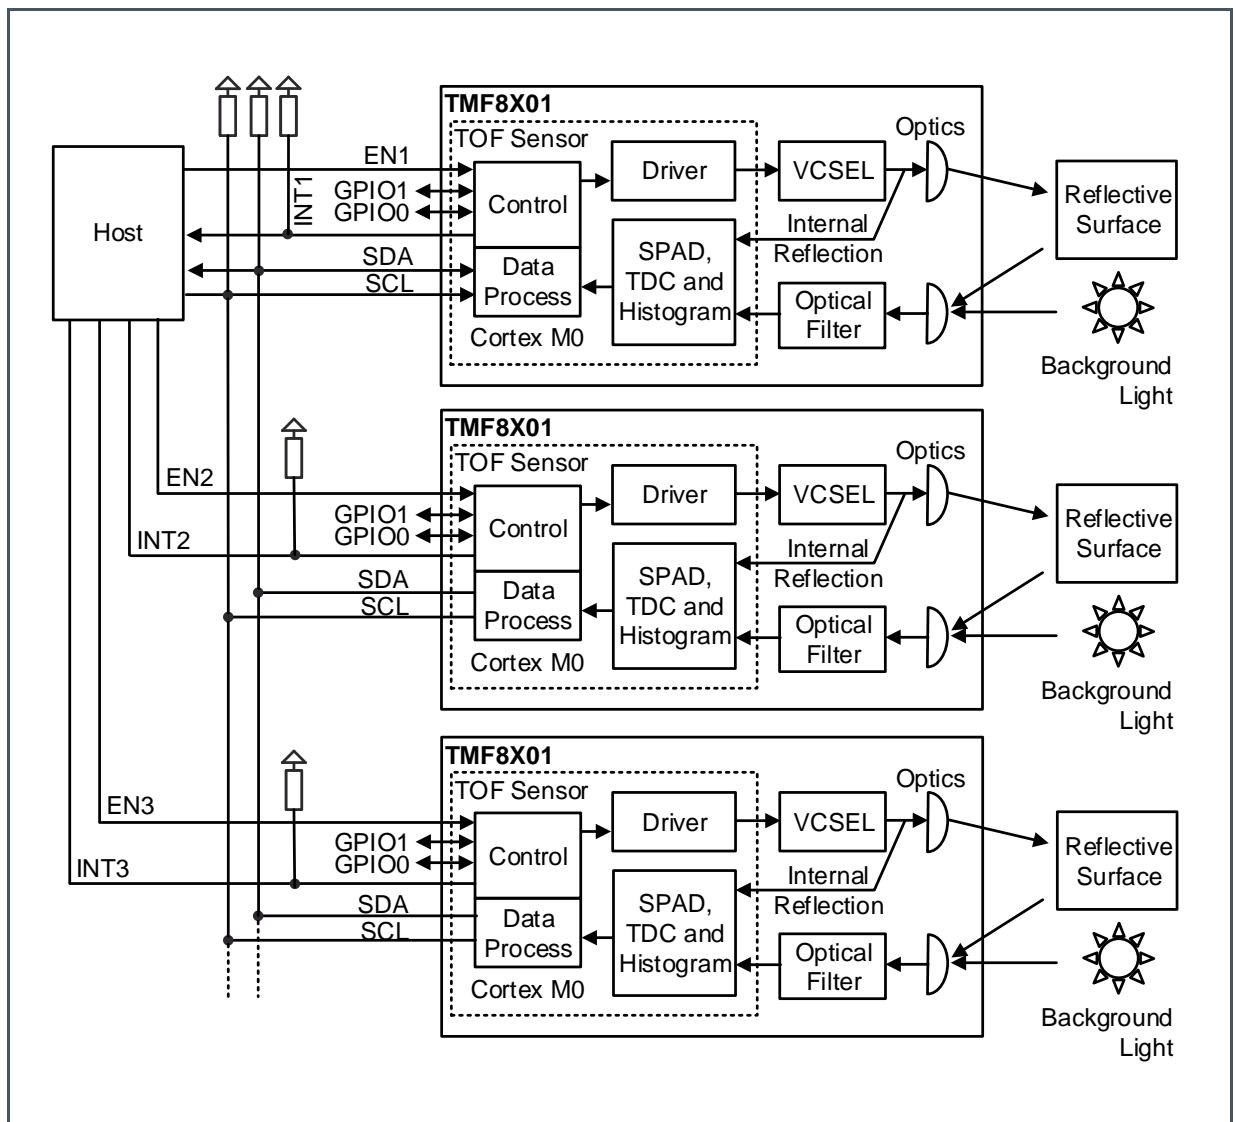 TMF8X01
TOF Sensor
Optics
EN1
Driver
VCSEL
GPIO1
GPIO0
INT1
Control
Reflective
Surface
Host
Internal
Reflection
SDA
SCL
Data
Process
SPAD,
TDC and
Histogram
Optical
Filter
Cortex M0
Background
Light
TMF8X01
TOF Sensor
Optics
EN2
Driver
VCSEL
GPIO1
GPIO0
Control
Reflective
Surface
INT2
Internal
Reflection
SDA
SCL
Data
Process
SPAD,
TDC and
Histogram
Optical
Filter
Cortex M0
Background
Light
TMF8X01
TOF Sensor
Optics
EN3
Driver
VCSEL
GPIO1
GPIO0
Control
Reflective
Surface
INT3
Internal
Reflection
SDA
SCL
Data
Process
SPAD,
TDC and
Histogram
Optical
Filter
Cortex M0
Background
Light